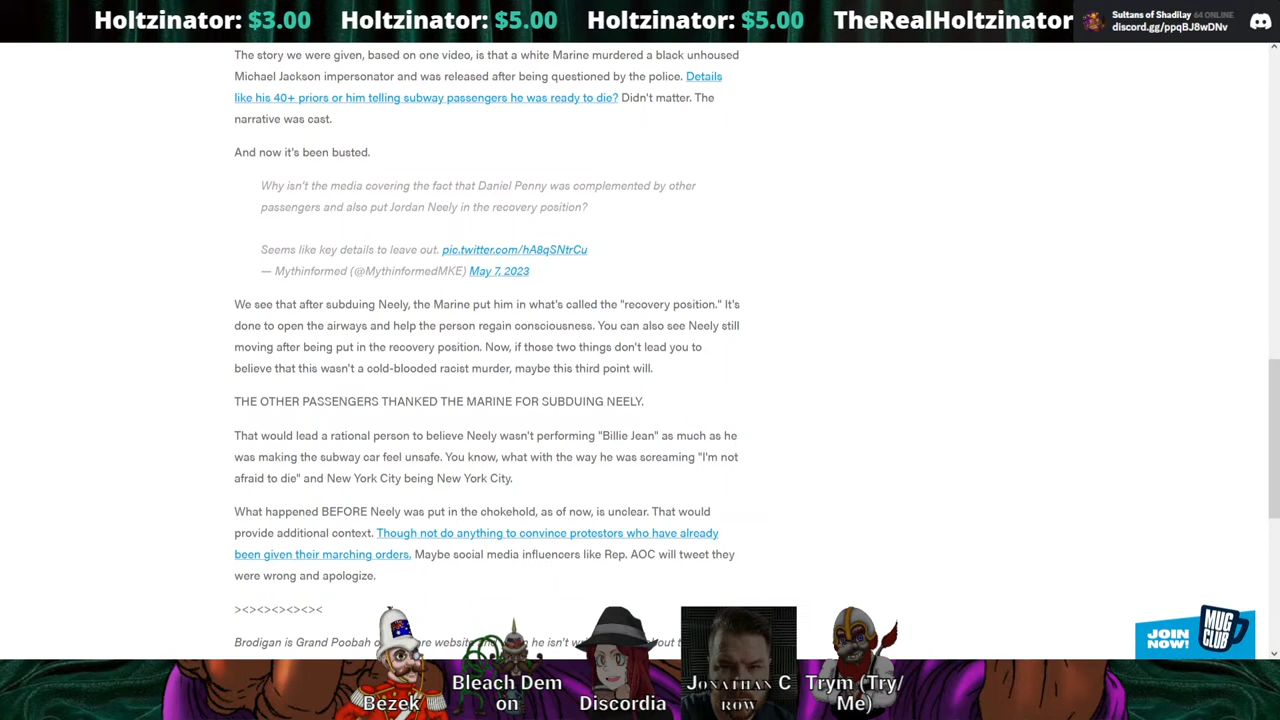 Holtzinator: $3.00 Holtzinator: $5.00 Holtzinator: $5.00 TheRealHoltzinator
Sultans of Shadilay 64 ONLINE
discord.gg/ppqBJ8wDNv
The story we were given, based on one video, is that a white Marine murdered a black unhoused
Michael Jackson impersonator and was released after being questioned by the police. Details
like his 40+ priors or him telling subway passengers he was ready to die? Didn't matter. The
narrative was cast.
And now it's been busted.
Why isn't the media covering the fact that Daniel Penny was complemented by other
passengers and also put Jordan Neely in the recovery position?
Seems like key details to leave out. pic.twitter.com/hA8qSNtrCu
— Mythinformed (@MythinformedMKE) May 7, 2023
We see that after subduing Neely, the Marine put him in what's called the "recovery position." It's
done to open the airways and help the person regain consciousness. You can also see Neely still
moving after being put in the recovery position. Now, if those two things don't lead you to
believe that this wasn't a cold-blooded racist murder, maybe this third point will.
THE OTHER PASSENGERS THANKED THE MARINE FOR SUBDUING NEELY.
That would lead a rational person to believe Neely wasn't performing "Billie Jean" as much as he
was making the subway car feel unsafe. You know, what with the way he was screaming "I'm not
afraid to die" and New York City being New York City.
What happened BEFORE Neely was put in the chokehold, as of now, is unclear. That would
provide additional context. Though not do anything to convince protestors who have already
been given their marching orders. Maybe social media influencers like Rep. AOC will tweet they
were wrong and apologize.
><><><><><><
Brodigan is Grand Poobah website he isn't
JOIN NOW! MUG CLUB
Bezek
Bleach Dem
on
Discordia
Jonathan C
row
Trym (Try/
Me)